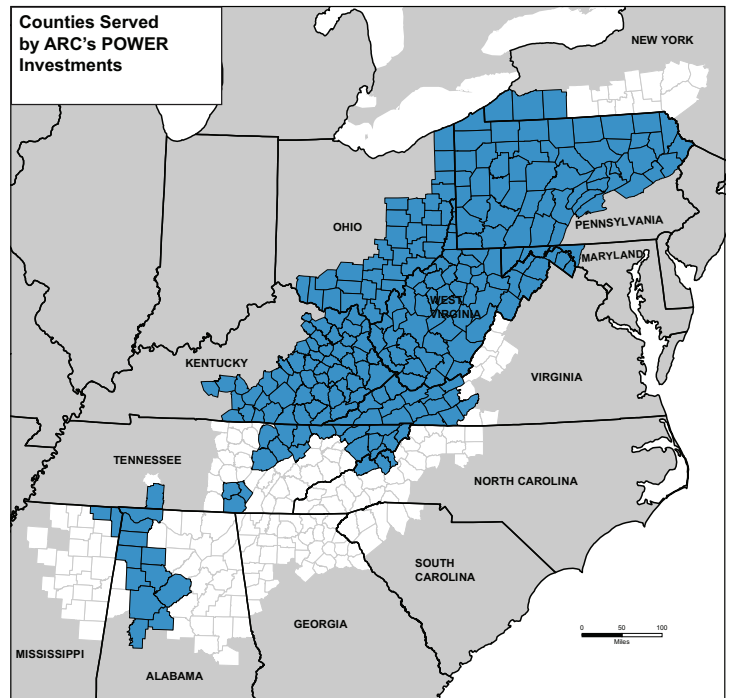 Counties Served
by ARC's POWER
Investments
NEW YORK
PENNSYLVANIA
OHIO
MARYLAND
WEST
VIRGINIA
KENTUCKY
VIRGINIA
TENNESSEE
NORTH CAROLINA
SOUTH
CAROLINA
GEORGIA
MISSISSIPPI
ALABAMA
0 50 100
Miles